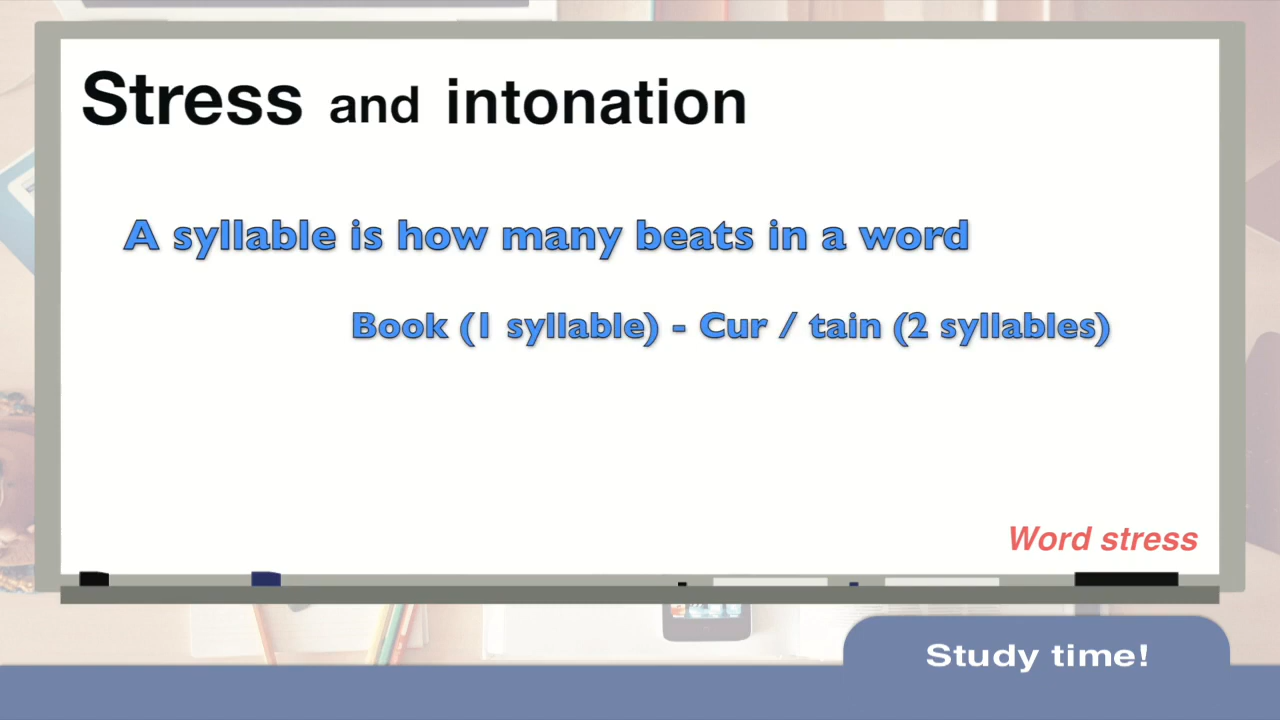 Stress and intonation
A syllable is how many beats in a word
Book (1 syllable) - Cur / tain (2 syllables)
Word stress
Study time!